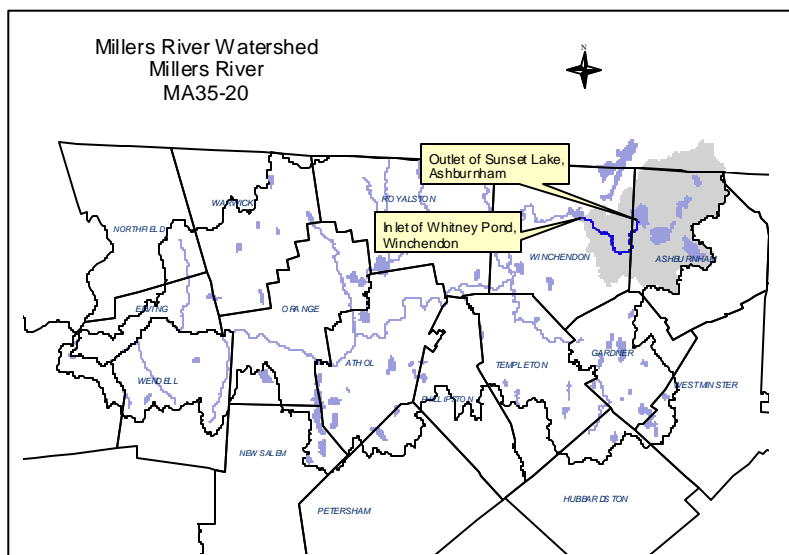 Millers River Watershed
Millers River
MA35-20
N
Outlet of Sunset Lake,
Ashburnham
Inlet of Whitney Pond,
Winchendon
WARWICK
ROYALSTON
NORTHFIELD
WINCHENDON
ASHBURNHAM
ERVING
ORANGE
ATHOL
TEMPLETON
GARDNER
WENDELL
WESTMINSTER
PHILLIPSTON
NEW SALEM
HUBBARDSTON
PETERSHAM